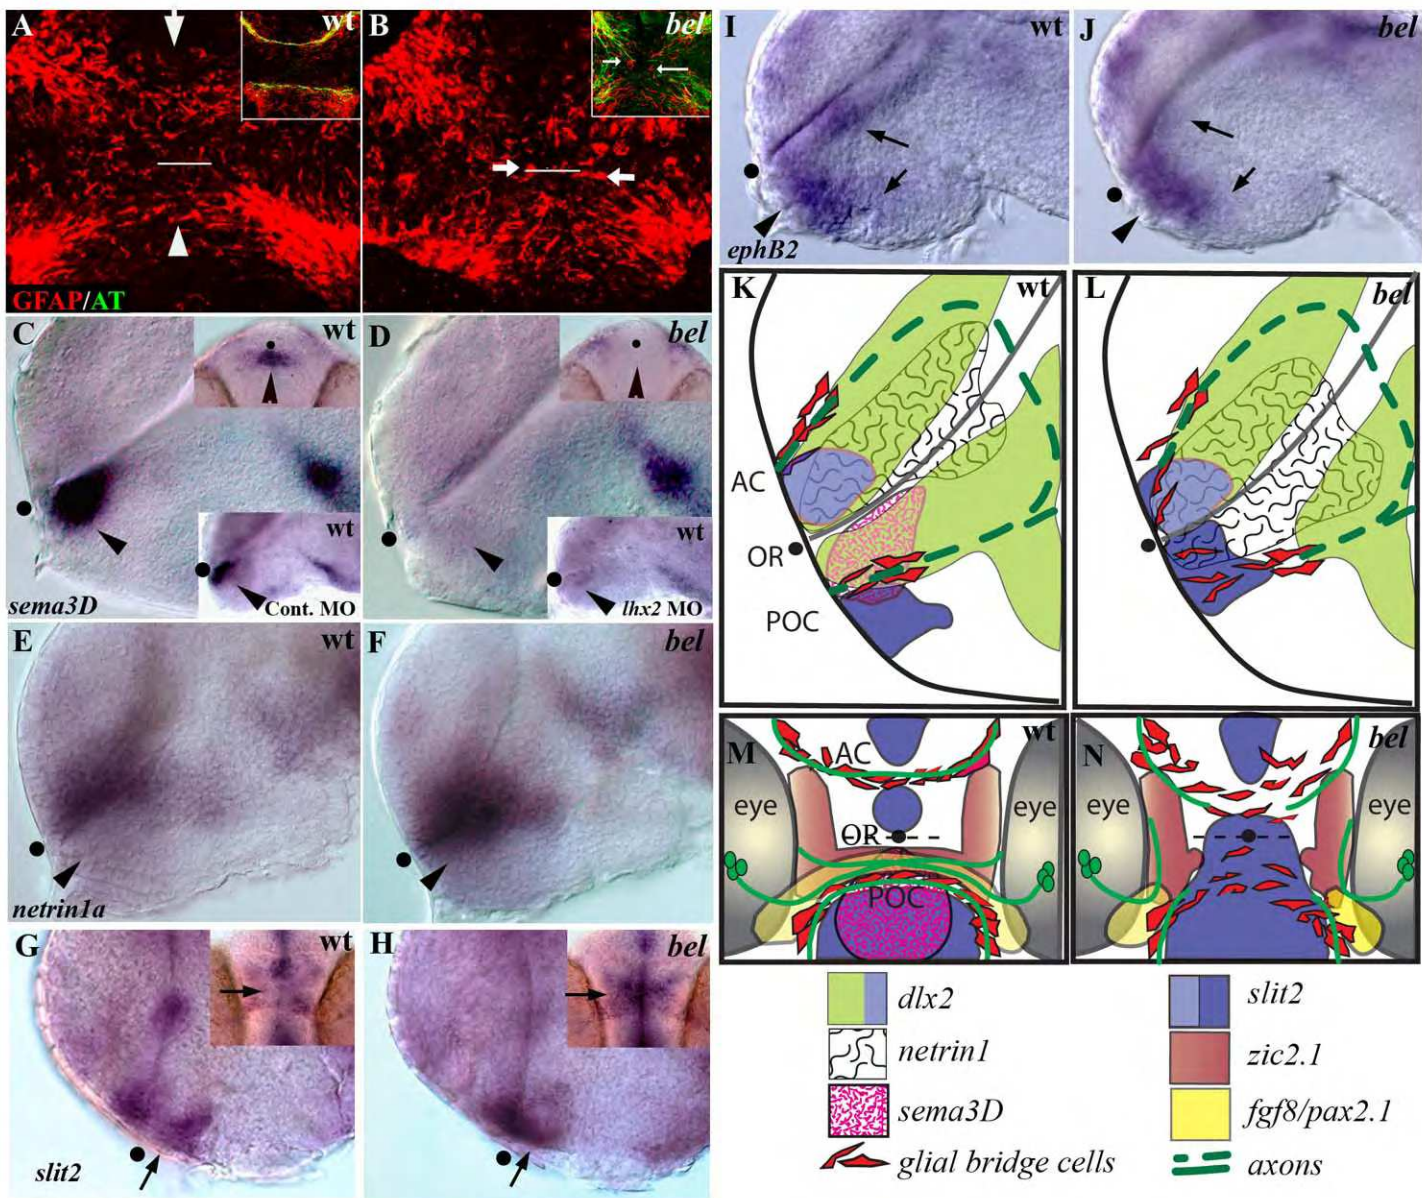 A
wt
GFAP/AT
B
bel
C
wt
wt
sema3D
Cont. MO
D
bel
wt
lhx2 MO
E
wt
netrin1a
F
bel
G
wt
slit2
H
bel
I
wt
ephB2
J
bel
K
wt
AC
OR
POC
L
bel
M
wt
AC
eye
eye
OR
POC
N
bel
eye
eye
dlx2
slit2
netrin1
zic2.1
sema3D
fgf8/pax2.1
glial bridge cells
axons